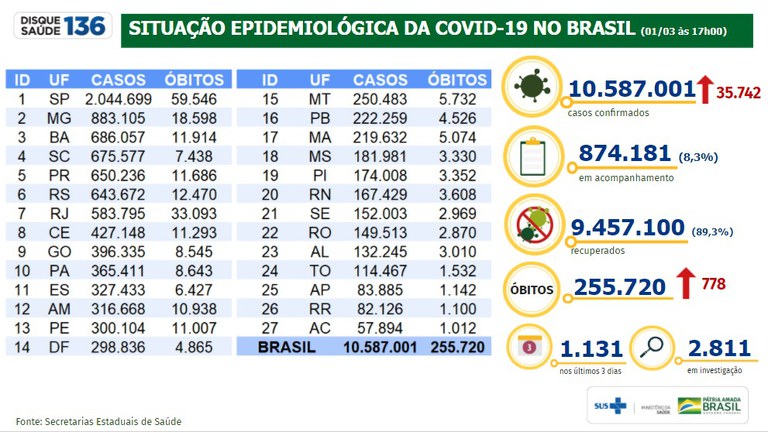 DISQUE
SAÚDE 136
SITUAÇÃO EPIDEMIOLÓGICA DA COVID-19 NO BRASIL (01/03 às 17h00)
ID UF CASOS ÓBITOS
1 SP 2.044.699 59.546
2 MG 883.105 18.598
3 BA 686.057 11.914
4 SC 675.577 7.438
5 PR 650.236 11.686
6 RS 643.672 12.470
7 RJ 583.795 33.093
8 CE 427.148 11.293
9 GO 396.335 8.545
10 PA 365.411 8.643
11 ES 327.433 6.427
12 AM 316.668 10.938
13 PE 300.104 11.007
14 DF 298.836 4.865
ID UF CASOS ÓBITOS
15 MT 250.483 5.732
16 PB 222.259 4.526
17 MA 219.632 5.074
18 MS 181.981 3.330
19 PI 174.008 3.352
20 RN 167.429 3.608
21 SE 152.003 2.969
22 RO 149.513 2.870
23 AL 132.245 3.010
24 TO 114.467 1.532
25 AP 83.885 1.142
26 RR 82.126 1.100
27 AC 57.894 1.012
BRASIL 10.587.001 255.720
10.587.001 35.742
casos confirmados
874.181 (8,3%)
em acompanhamento
9.457.100 (89,3%)
recuperados
ÓBITOS 255.720 778
3 1.131
nos últimos 3 dias
2.811
em investigação
SUS
MINISTÉRIO DA
SAÚDE
PÁTRIA AMADA
BRASIL
GOVERNO FEDERAL
Fonte: Secretarias Estaduais de Saúde